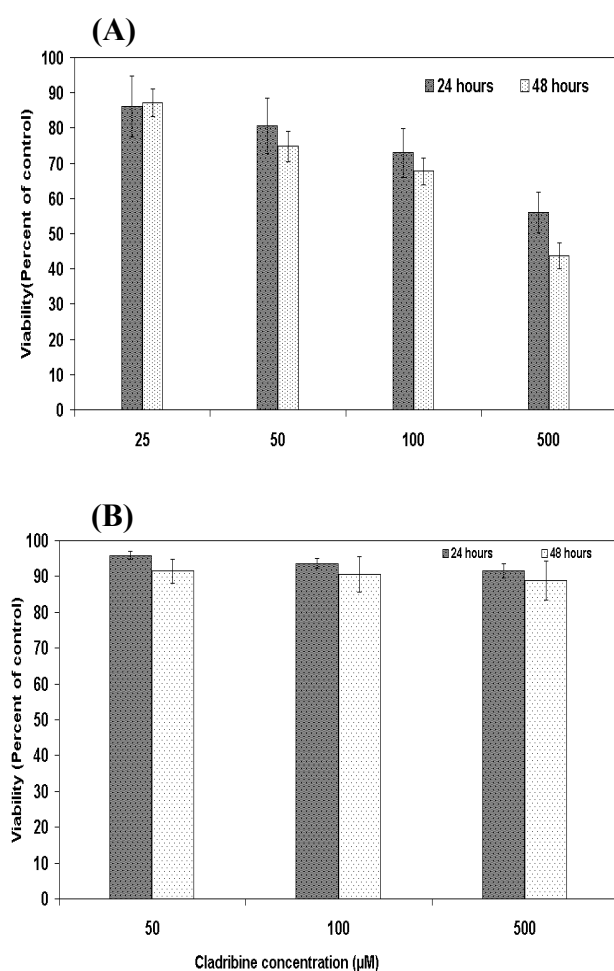 (A)
Viability(Percent of control)
100
90
80
70
60
50
40
30
20
10
0
24 hours 48 hours
25 50 100 500
(B)
Viability (Percent of control)
100
90
80
70
60
50
40
30
20
10
0
24 hours 48 hours
50 100 500
Cladribine concentration (µM)